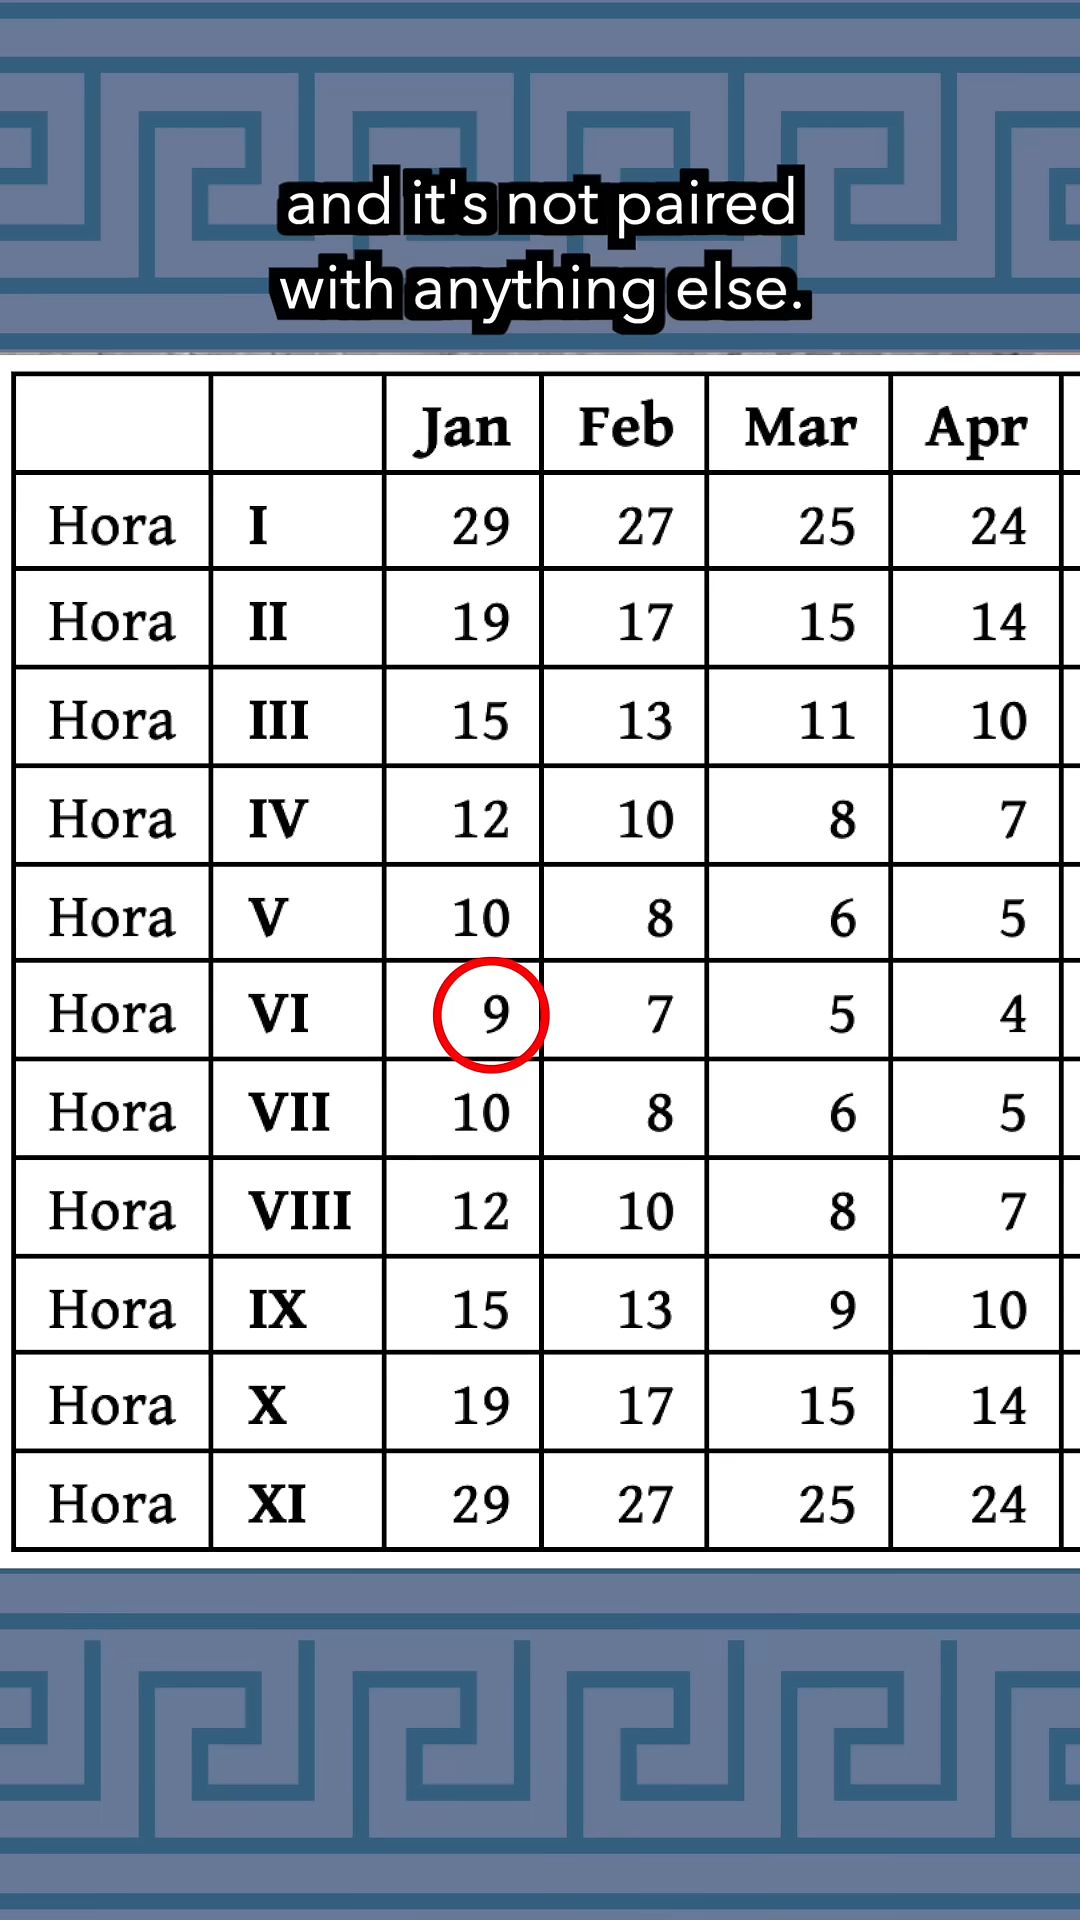 and it's not paired
with anything else.
Jan Feb Mar Apr
Hora I 29 27 25 24
Hora II 19 17 15 14
Hora III 15 13 11 10
Hora IV 12 10 8 7
Hora V 10 8 6 5
Hora VI 9 7 5 4
Hora VII 10 8 6 5
Hora VIII 12 10 8 7
Hora IX 15 13 9 10
Hora X 19 17 15 14
Hora XI 29 27 25 24